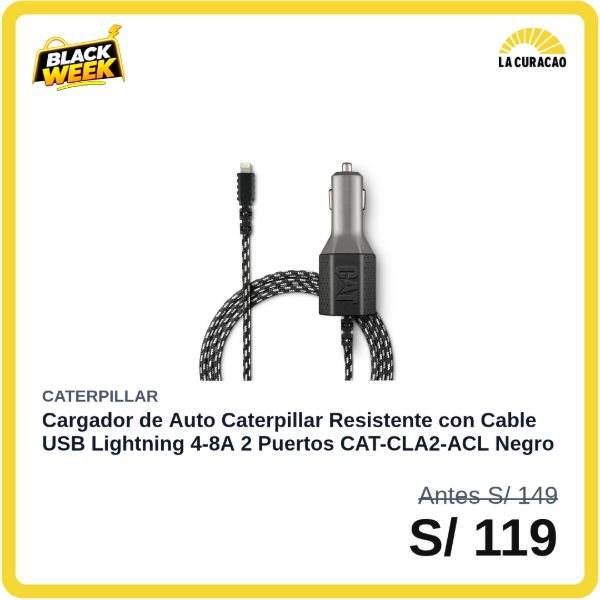 BLACK
WEEK
LA CURACAO
CAT
CATERPILLAR
Cargador de Auto Caterpillar Resistente con Cable
USB Lightning 4-8A 2 Puertos CAT-CLA2-ACL Negro
Antes S/ 149
S/ 119